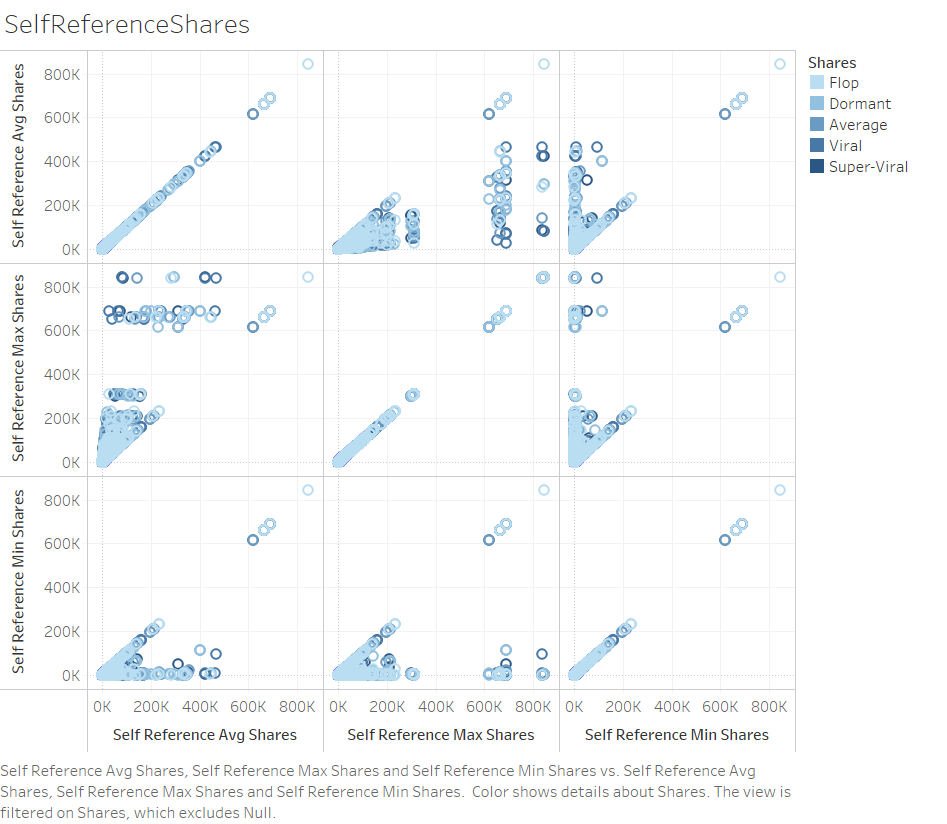 SelfReferenceShares
Self Reference Avg Shares
800K
600K
400K
200K
0K
Self Reference Max Shares
800K
600K
400K
200K
0K
Self Reference Min Shares
800K
600K
400K
200K
0K
0K 200K 400K 600K 800K 0K 200K 400K 600K 800K 0K 200K 400K 600K 800K
Self Reference Avg Shares Self Reference Max Shares Self Reference Min Shares
Shares
Flop
Dormant
Average
Viral
Super-Viral
Self Reference Avg Shares, Self Reference Max Shares and Self Reference Min Shares vs. Self Reference Avg
Shares, Self Reference Max Shares and Self Reference Min Shares.  Color shows details about Shares. The view is
filtered on Shares, which excludes Null.